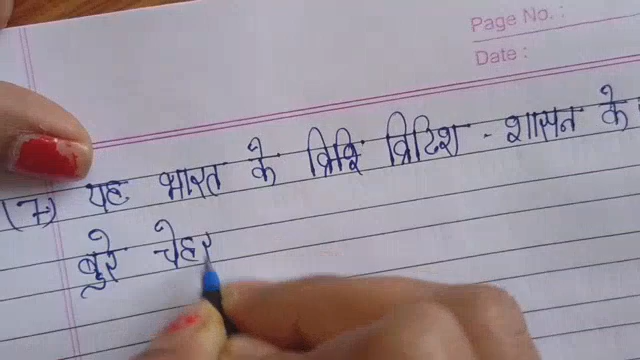 Page No. :
Date :
(7) यह भारत के ब्रिटिश - शासन के
बुरे चेहर